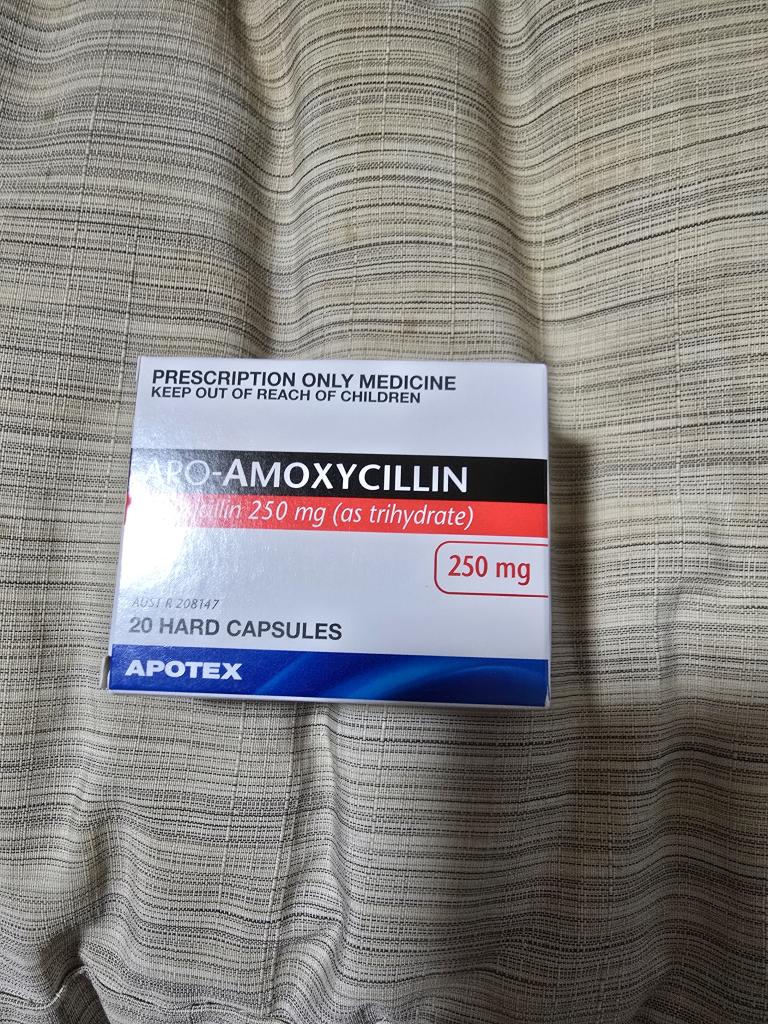 PRESCRIPTION ONLY MEDICINE
KEEP OUT OF REACH OF CHILDREN
APO-AMOXYCILLIN
250 mg (as trihydrate)
250 mg
AUST R 208147
20 HARD CAPSULES
APOTEX